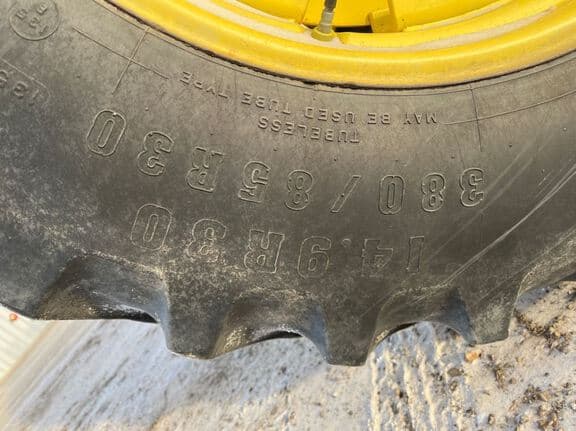 14.9R30
380/85R30
TUBELESS
MAY BE USED TUBE TYPE